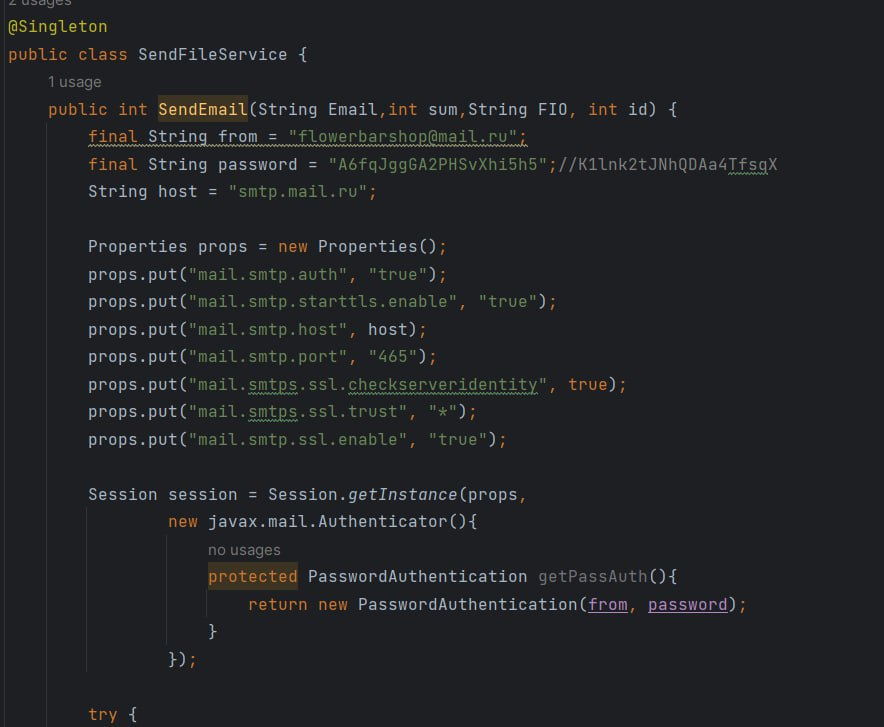 2 usages
@Singleton
public class SendFileService {
1 usage
public int SendEmail(String Email,int sum,String FIO, int id) {
final String from = "flowerbarshop@mail.ru";
final String password = "A6fqJggGA2PHSvXhi5h5";//K1lnk2tJNhQDAa4TfsqX
String host = "smtp.mail.ru";
Properties props = new Properties();
props.put("mail.smtp.auth", "true");
props.put("mail.smtp.starttls.enable", "true");
props.put("mail.smtp.host", host);
props.put("mail.smtp.port", "465");
props.put("mail.smtps.ssl.checkserveridentity", true);
props.put("mail.smtps.ssl.trust", "*");
props.put("mail.smtp.ssl.enable", "true");
Session session = Session.getInstance(props,
new javax.mail.Authenticator(){
no usages
protected PasswordAuthentication getPassAuth(){
return new PasswordAuthentication(from, password);
}
});
try {